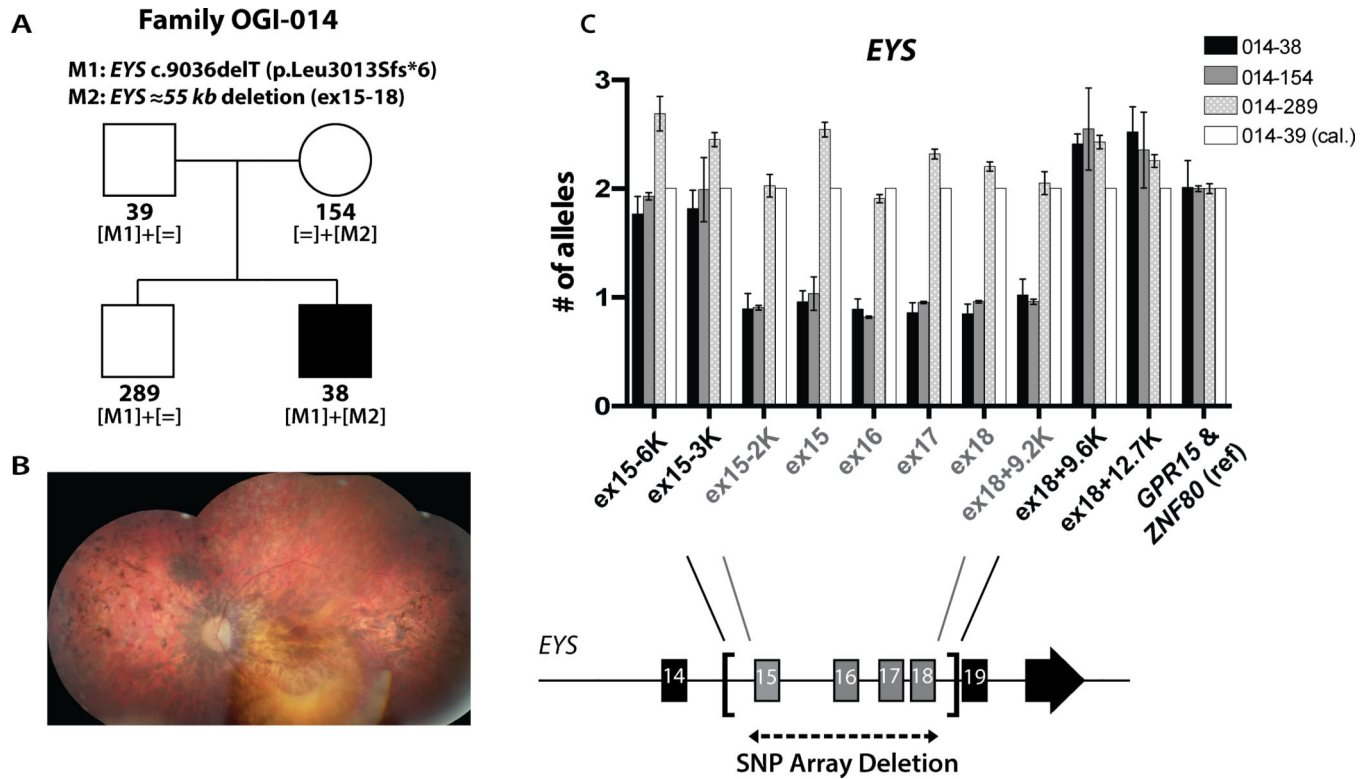 A
Family OGI-014
M1: EYS c.9036delT (p.Leu3013Sfs*6)
M2: EYS ≈55 kb deletion (ex15-18)
39
[M1]+[=]
154
[=]+[M2]
289
[M1]+[=]
38
[M1]+[M2]
B
C
EYS
014-38
014-154
014-289
014-39 (cal.)
# of alleles
3
2
1
0
ex15-6K
ex15-3K
ex15-2K
ex15
ex16
ex17
ex18
ex18+9.2K
ex18+9.6K
ex18+12.7K
GPR15 &
ZNF80 (ref)
EYS
14 15 16 17 18 19
SNP Array Deletion